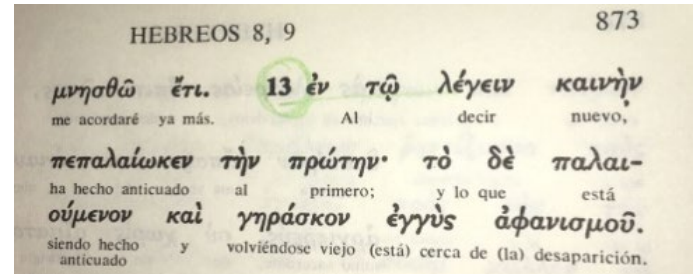 HEBREOS 8, 9 873
μνησθῶ ἔτι. 13 ἐν τῷ λέγειν καινὴν
me acordaré ya más. Al decir nuevo,
πεπαλαίωκεν τὴν πρώτην· τὸ δὲ παλαι-
ha hecho anticuado al primero; y lo que está
ούμενον καὶ γηράσκον ἐγγὺς ἀφανισμοῦ.
siendo hecho y volviéndose viejo (está) cerca de (la) desaparición.
anticuado